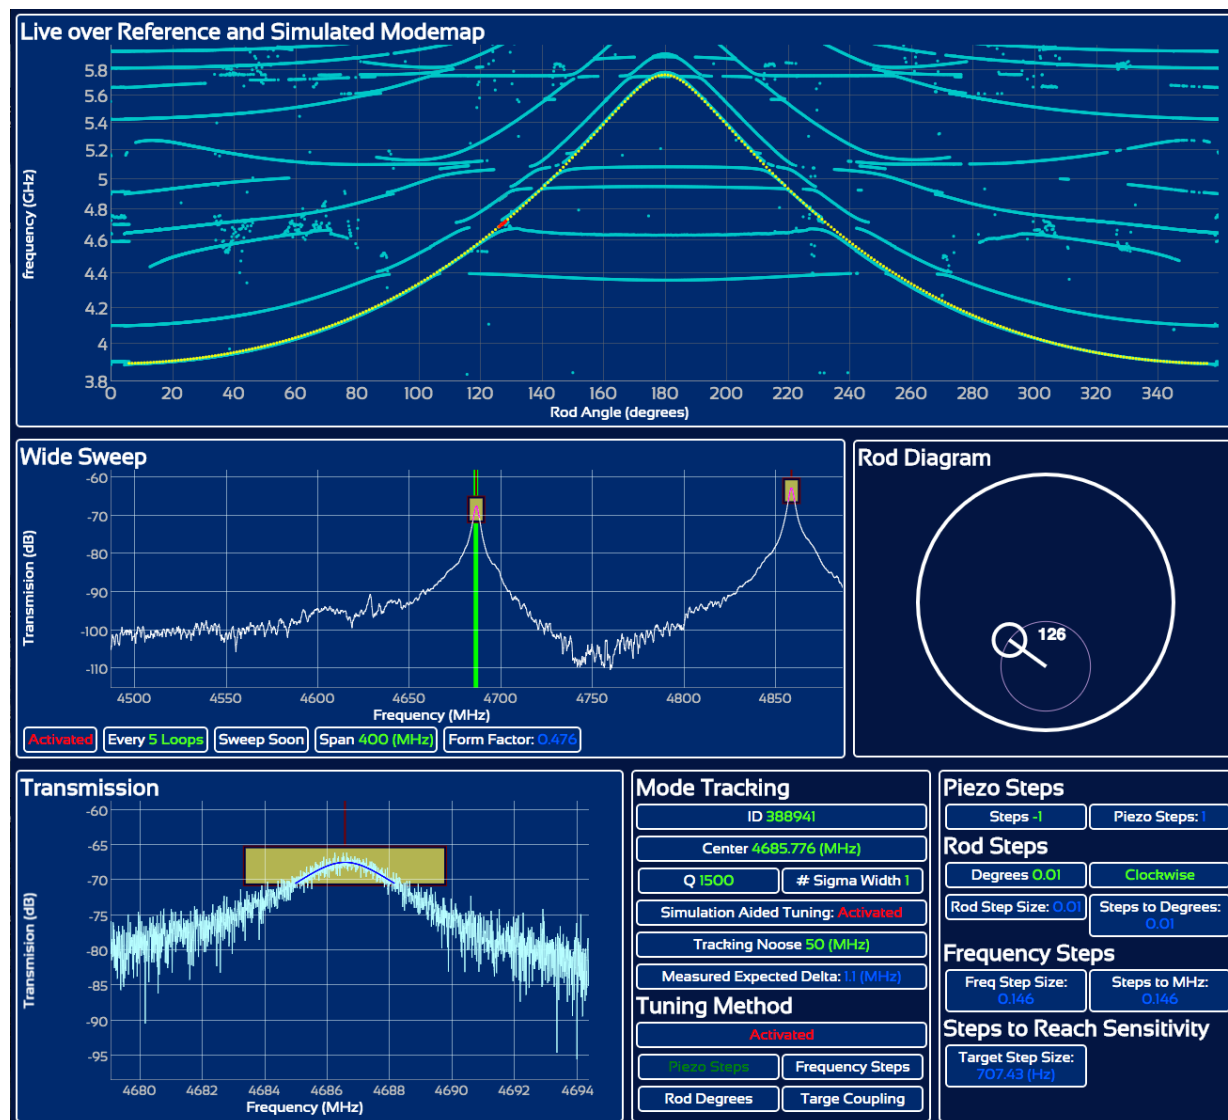 Live over Reference and Simulated Modemap
frequency (GHz)
5.8
5.6
5.4
5.2
5
4.8
4.6
4.4
4.2
4
3.8
0 20 40 60 80 100 120 140 160 180 200 220 240 260 280 300 320 340
Rod Angle (degrees)
Wide Sweep
Transmision (dB)
-60
-70
-80
-90
-100
-110
4500 4550 4600 4650 4700 4750 4800 4850
Frequency (MHz)
Activated Every 5 Loops Sweep Soon Span 400 (MHz) Form Factor: 0.476
Rod Diagram
126
Transmission
Transmission (dB)
-60
-65
-70
-75
-80
-85
-90
-95
4680 4682 4684 4686 4688 4690 4692 4694
Frequency (MHz)
Mode Tracking
ID 388941
Center 4685.776 (MHz)
Q 1500 # Sigma Width 1
Simulation Aided Tuning: Activated
Tracking Noose 50 (MHz)
Measured Expected Delta: 1.1 (MHz)
Tuning Method
Activated
Piezo Steps Frequency Steps
Rod Degrees Targe Coupling
Piezo Steps
Steps -1 Piezo Steps: 1
Rod Steps
Degrees 0.01 Clockwise
Rod Step Size: 0.01 Steps to Degrees:
0.01
Frequency Steps
Freq Step Size: Steps to MHz:
0.146 0.146
Steps to Reach Sensitivity
Target Step Size:
707.43 (Hz)